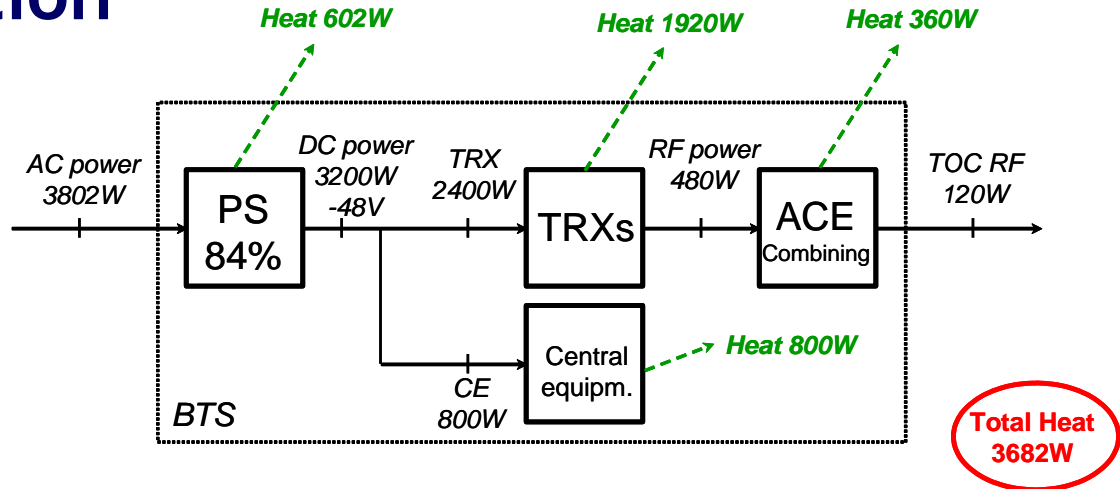 Heat 602W
Heat 1920W
Heat 360W
AC power
3802W
DC power
3200W
-48V
TRX
2400W
RF power
480W
TOC RF
120W
PS
84%
TRXs
ACE
Combining
Central
equipm.
Heat 800W
CE
800W
BTS
Total Heat
3682W